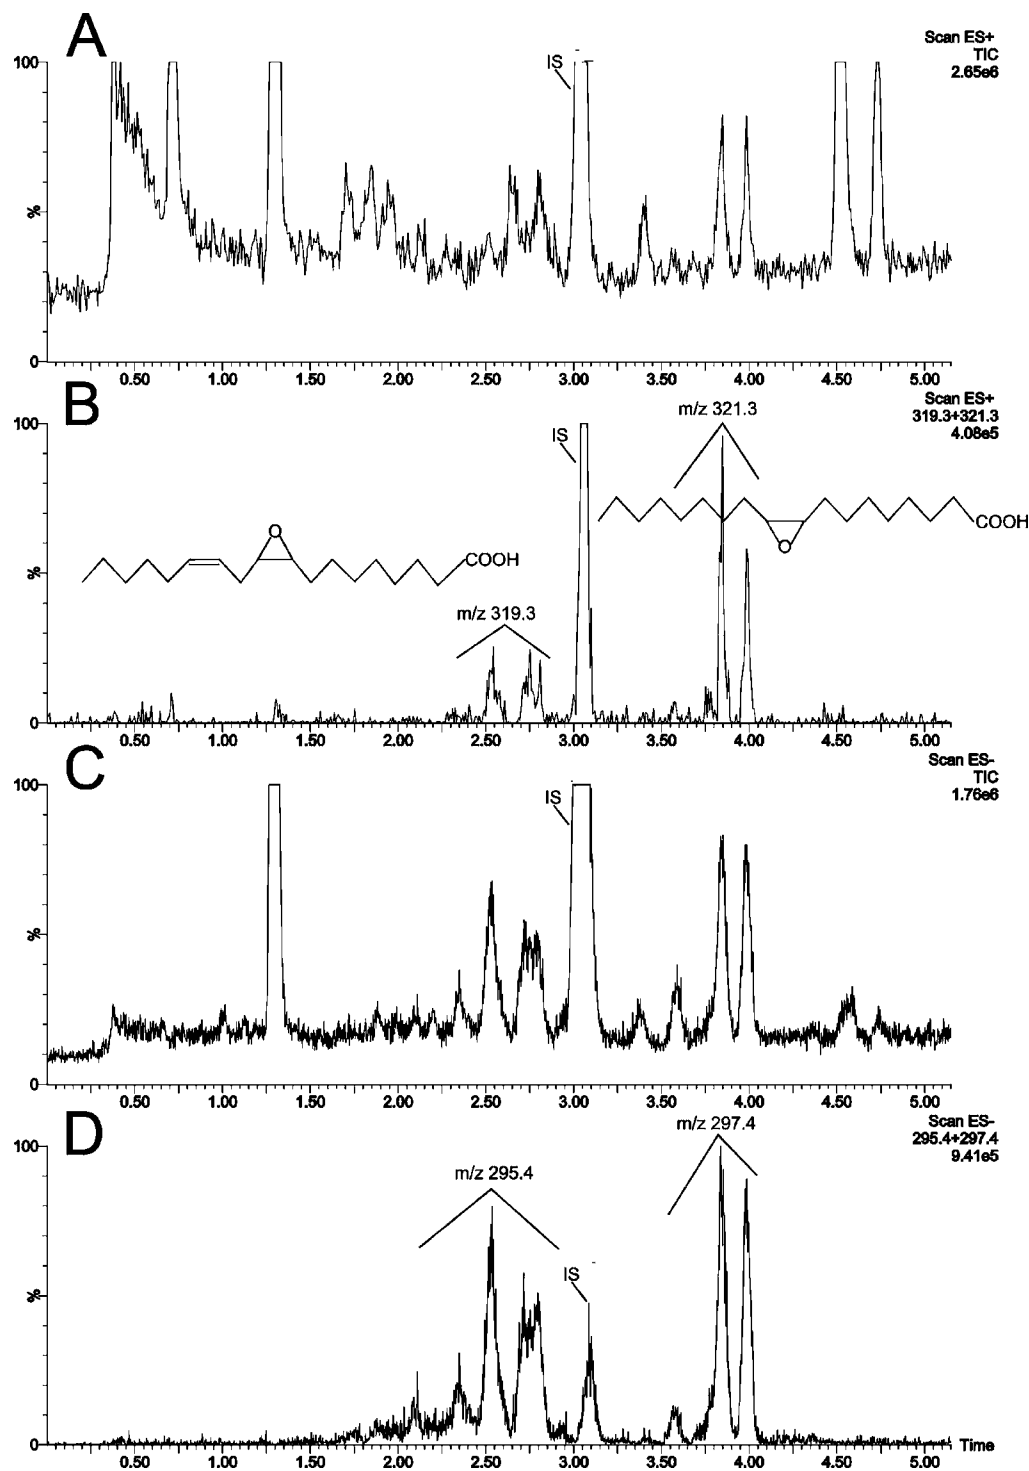 A
Scan ES+
TIC
2.65e6
100
IS
%
0
0.50 1.00 1.50 2.00 2.50 3.00 3.50 4.00 4.50 5.00
B
Scan ES+
319.3+321.3
4.08e5
m/z 321.3
100
IS
COOH
O
O
COOH
%
m/z 319.3
0
0.50 1.00 1.50 2.00 2.50 3.00 3.50 4.00 4.50 5.00
C
Scan ES-
TIC
1.76e6
100
IS
%
0
0.50 1.00 1.50 2.00 2.50 3.00 3.50 4.00 4.50 5.00
D
Scan ES-
295.4+297.4
9.41e5
m/z 297.4
100
m/z 295.4
IS
%
0
Time
0.50 1.00 1.50 2.00 2.50 3.00 3.50 4.00 4.50 5.00